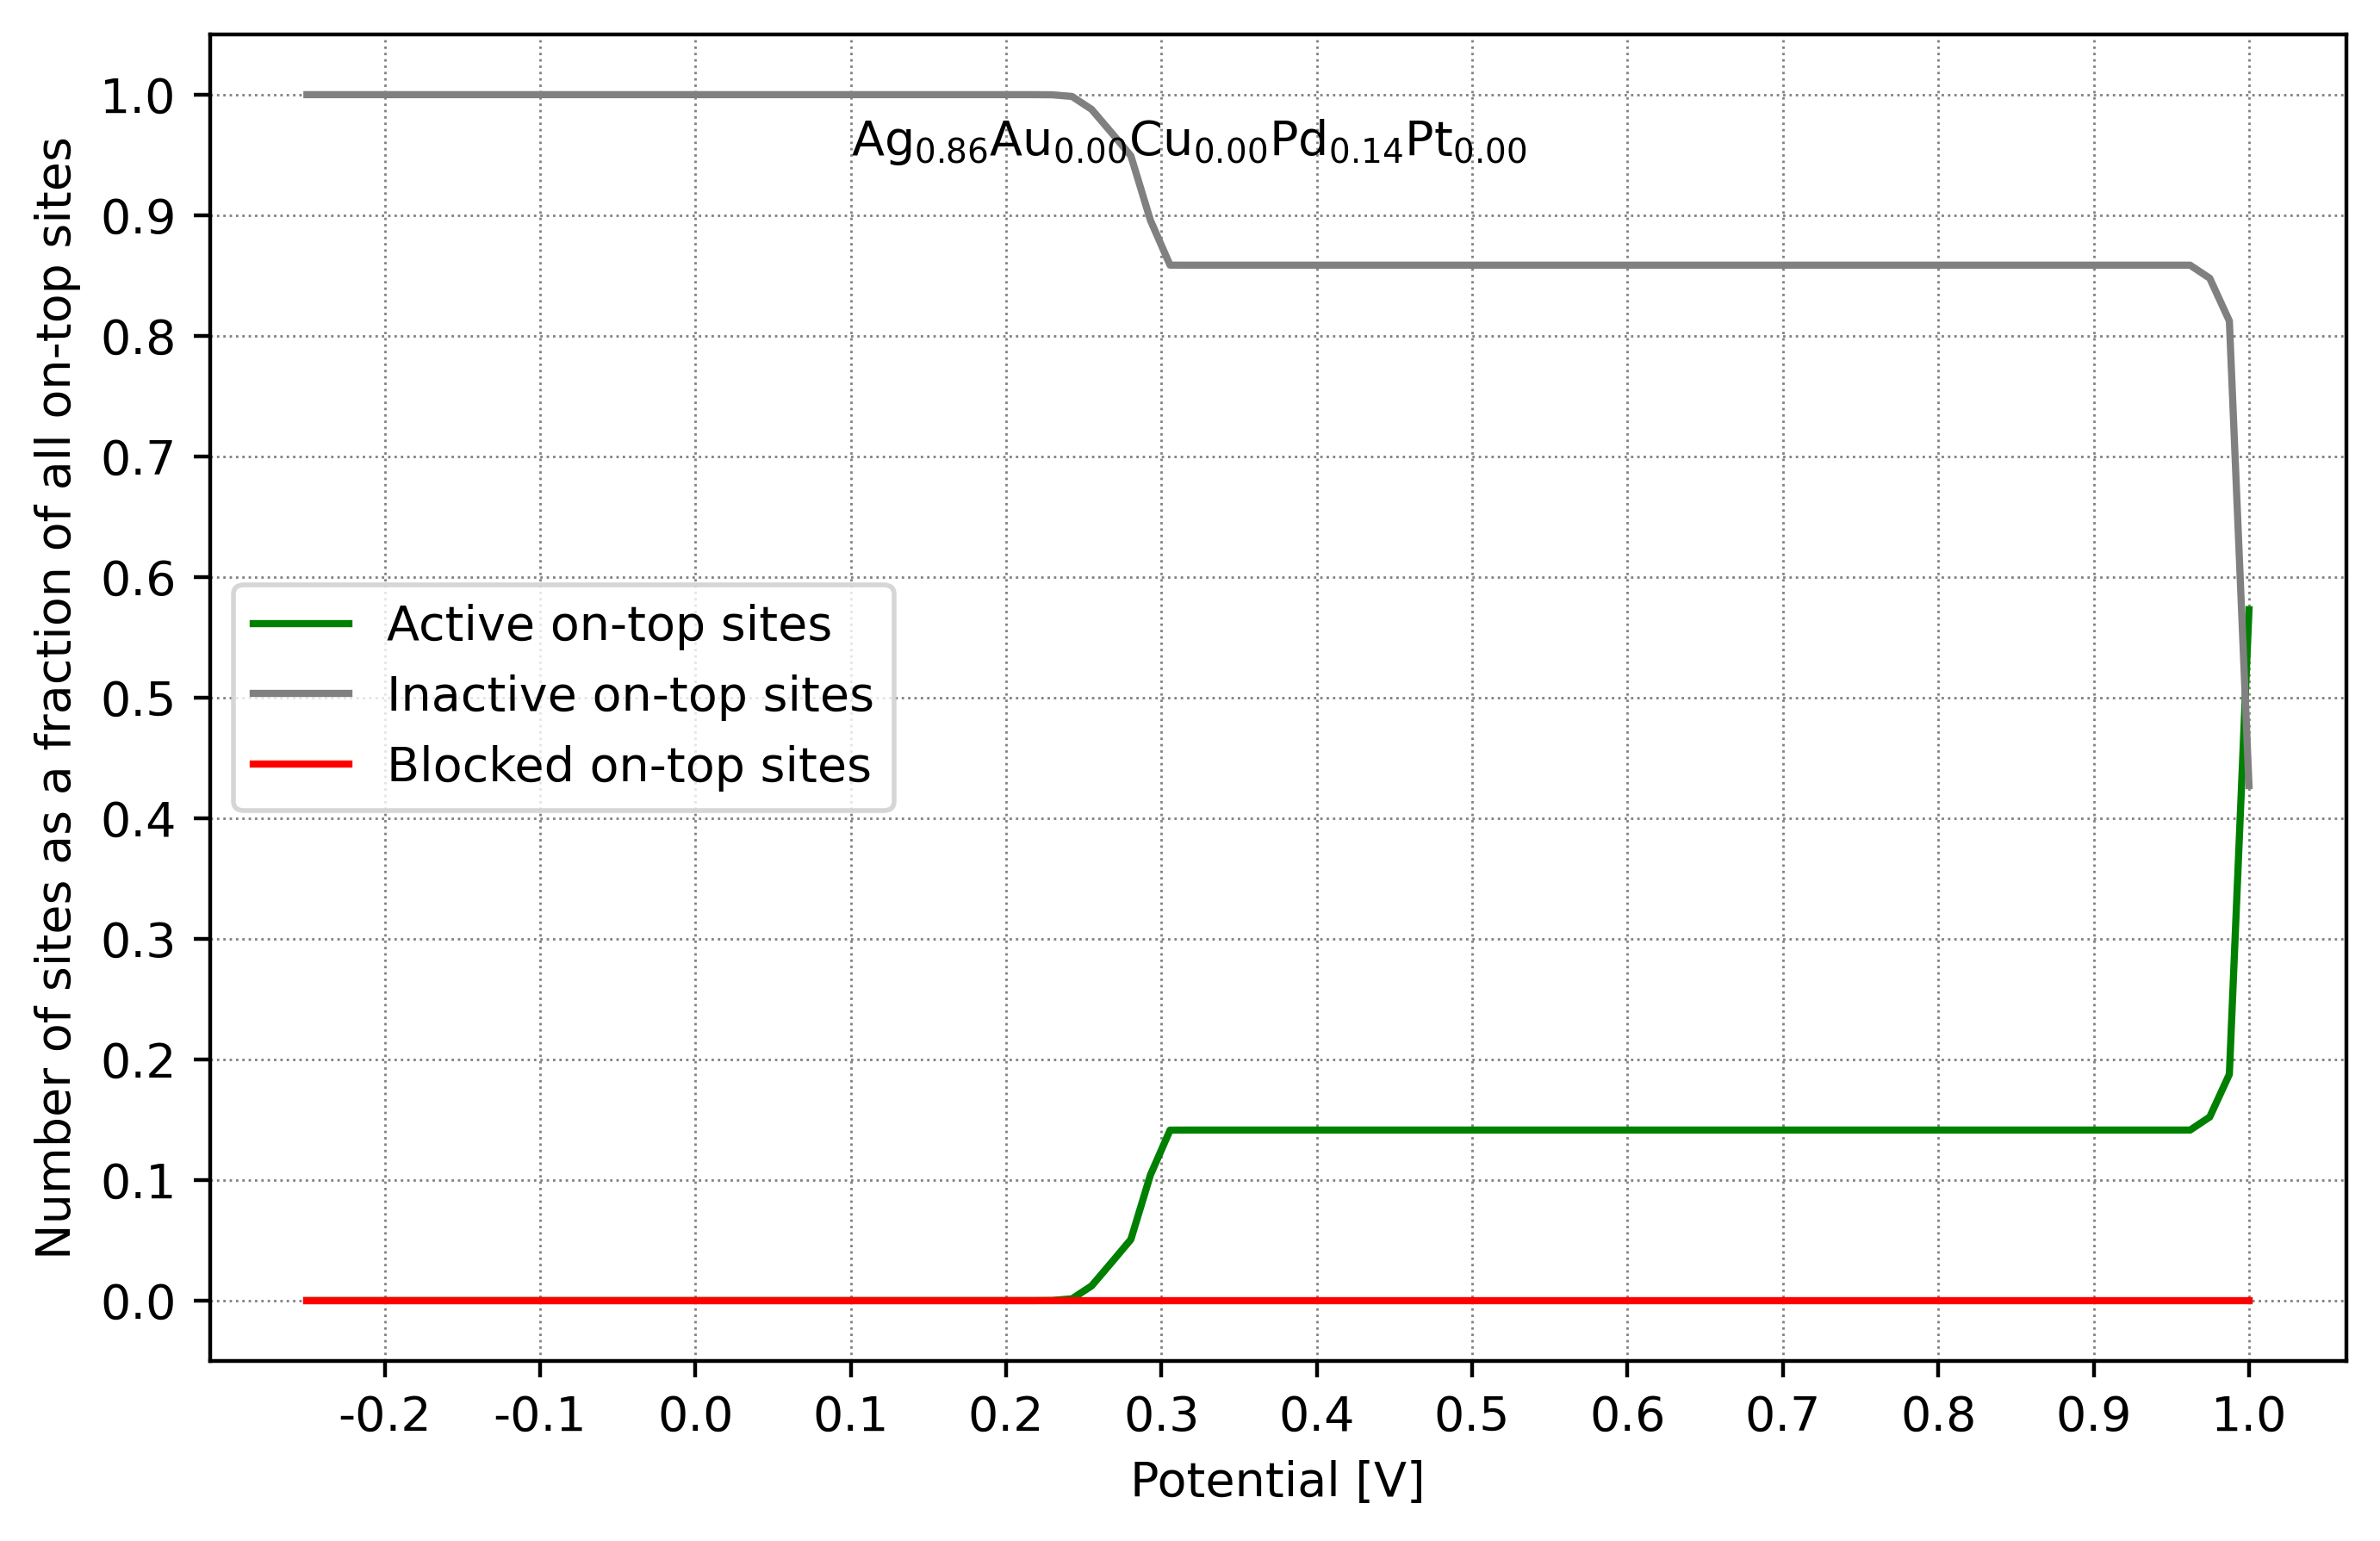 Number of sites as a fraction of all on-top sites
1.0
0.9
0.8
0.7
0.6
0.5
0.4
0.3
0.2
0.1
0.0
Ag0.86Au0.00Cu0.00Pd0.14Pt0.00
Active on-top sites
Inactive on-top sites
Blocked on-top sites
-0.2 -0.1 0.0 0.1 0.2 0.3 0.4 0.5 0.6 0.7 0.8 0.9 1.0
Potential [V]